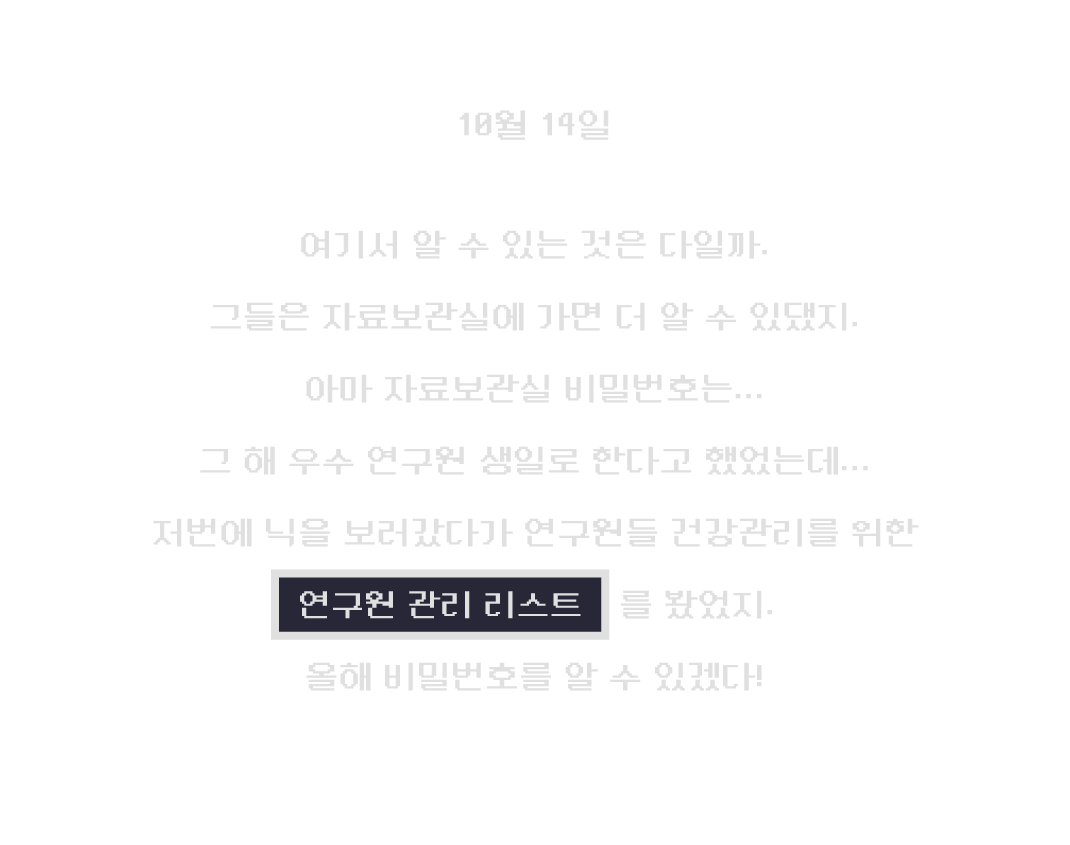 10월 14일
여기서 알 수 있는 것은 다일까.
그들은 자료보관실에 가면 더 알 수 있댔지.
아마 자료보관실 비밀번호는...
그 해 우수 연구원 생일로 한다고 했었는데...
저번에 닉을 보러갔다가 연구원들 건강관리를 위한
연구원 관리 리스트 를 봤었지.
올해 비밀번호를 알 수 있겠다!